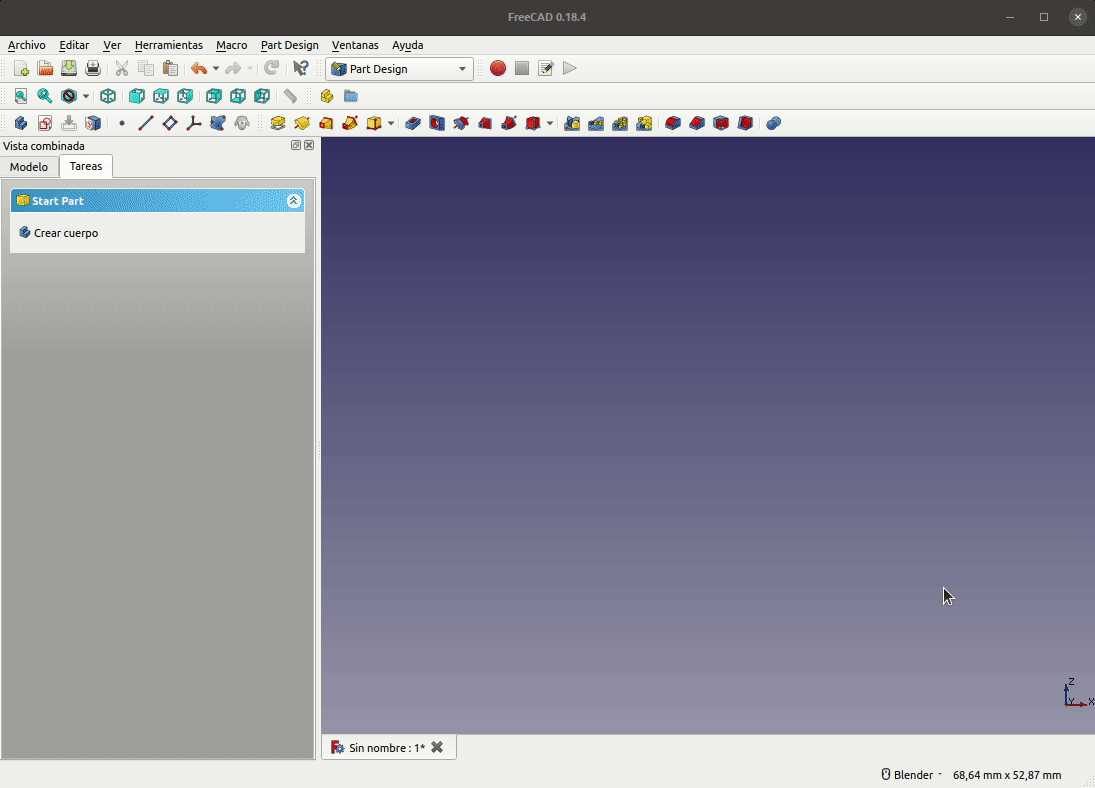 FreeCAD 0.18.4
Archivo Editar Ver Herramientas Macro Part Design Ventanas Ayuda
Part Design
Vista combinada
Modelo Tareas
Start Part
Crear cuerpo
Z
Y X
Sin nombre : 1*
Blender 68,64 mm x 52,87 mm